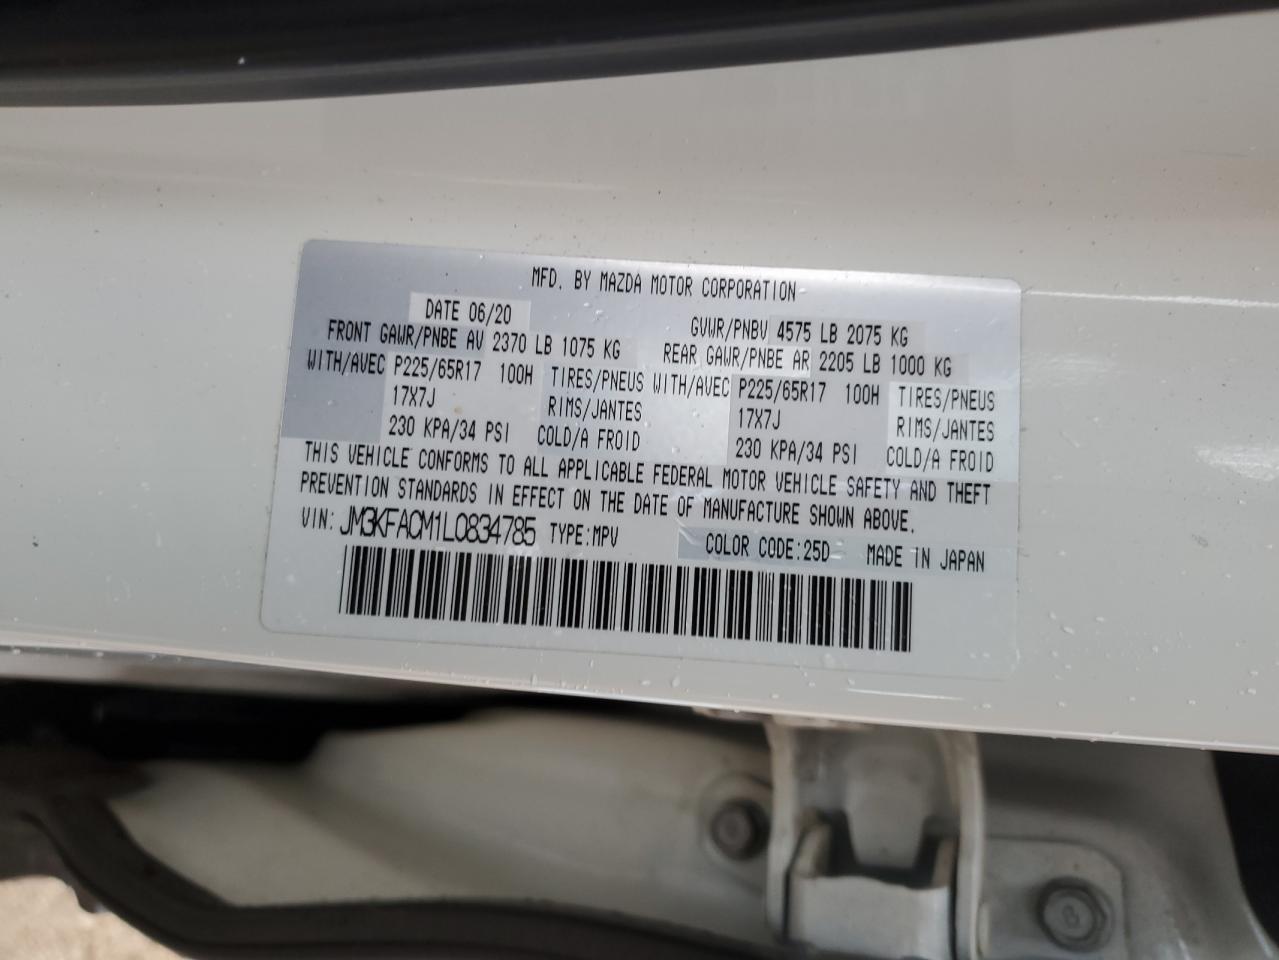 MFD. BY MAZDA MOTOR CORPORATION
DATE 06/20 GVWR/PNBV 4575 LB 2075 KG
FRONT GAWR/PNBE AV 2370 LB 1075 KG REAR GAWR/PNBE AR 2205 LB 1000 KG
WITH/AVEC P225/65R17 100H TIRES/PNEUS WITH/AVEC P225/65R17 100H TIRES/PNEUS
17X7J RIMS/JANTES 17X7J RIMS/JANTES
230 KPA/34 PSI COLD/A FROID 230 KPA/34 PSI COLD/A FROID
THIS VEHICLE CONFORMS TO ALL APPLICABLE FEDERAL MOTOR VEHICLE SAFETY AND THEFT
PREVENTION STANDARDS IN EFFECT ON THE DATE OF MANUFACTURE SHOWN ABOVE.
VIN: JM3KFACM1L0834785 TYPE:MPV COLOR CODE:25D MADE IN JAPAN
8